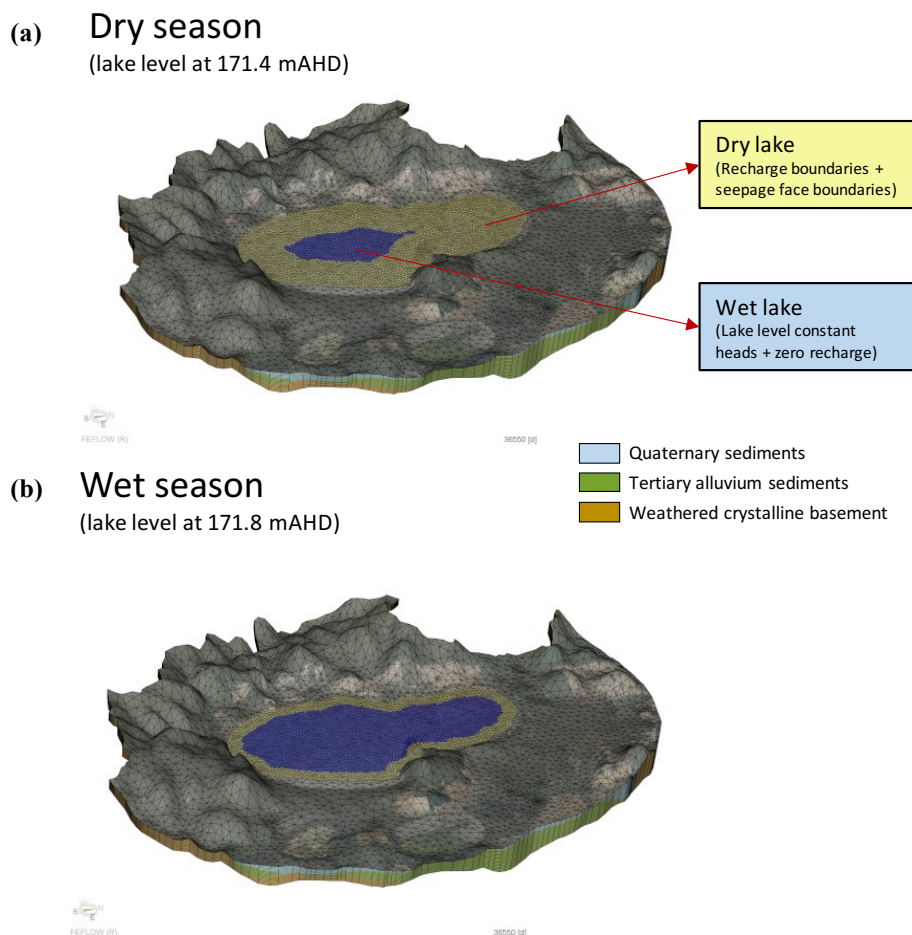 (a) Dry season
(lake level at 171.4 mAHD)
Dry lake
(Recharge boundaries +
seepage face boundaries)
Wet lake
(Lake level constant
heads + zero recharge)
S E N
FEFLOW (R)
36550 [d]
Quaternary sediments
Tertiary alluvium sediments
Weathered crystalline basement
(b) Wet season
(lake level at 171.8 mAHD)
S E N
FEFLOW (R)
36550 [d]